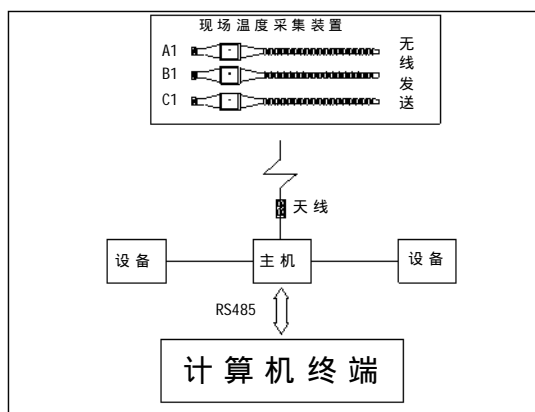 现场温度采集装置
A1
B1
C1
无线发送
天线
设备
主机
设备
RS485
计算机终端